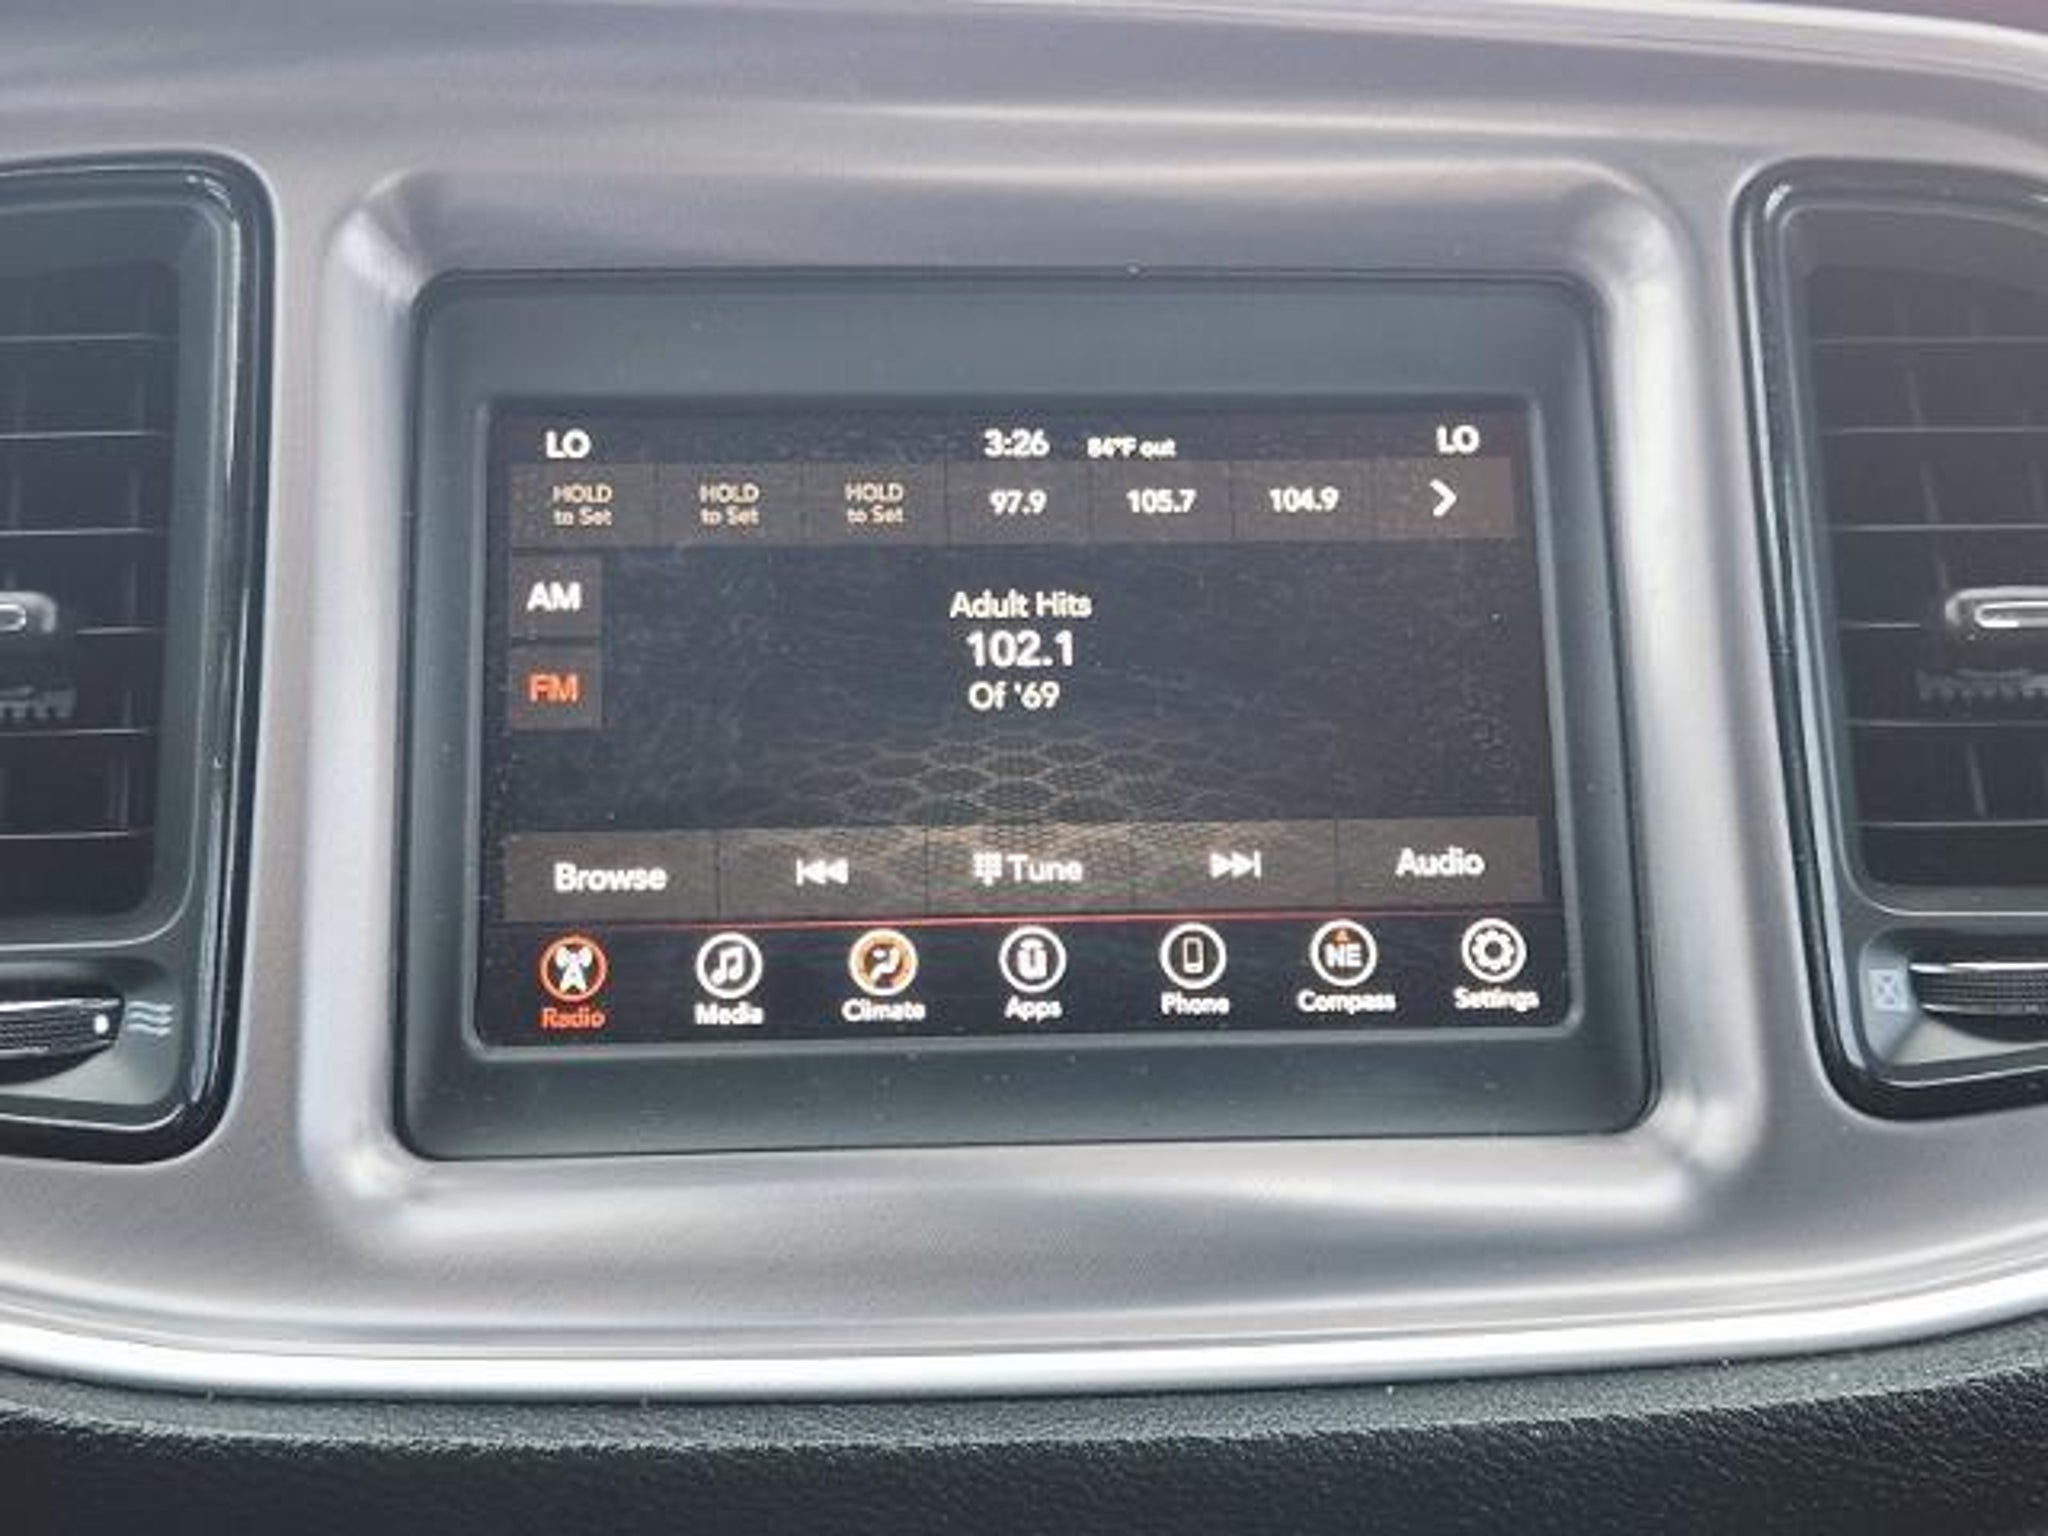 LO 3:26 84°F out LO
HOLD to Set HOLD to Set HOLD to Set 97.9 105.7 104.9
AM
Adult Hits
102.1
FM
Of '69
Browse Tune Audio
NE
Radio Media Climate Apps Phone Compass Settings